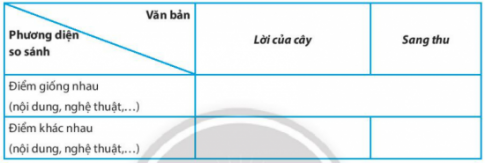 Văn bản
Phương diện
so sánh
Lời của cây
Sang thu
Điểm giống nhau
(nội dung, nghệ thuật,…)
Điểm khác nhau
(nội dung, nghệ thuật,…)